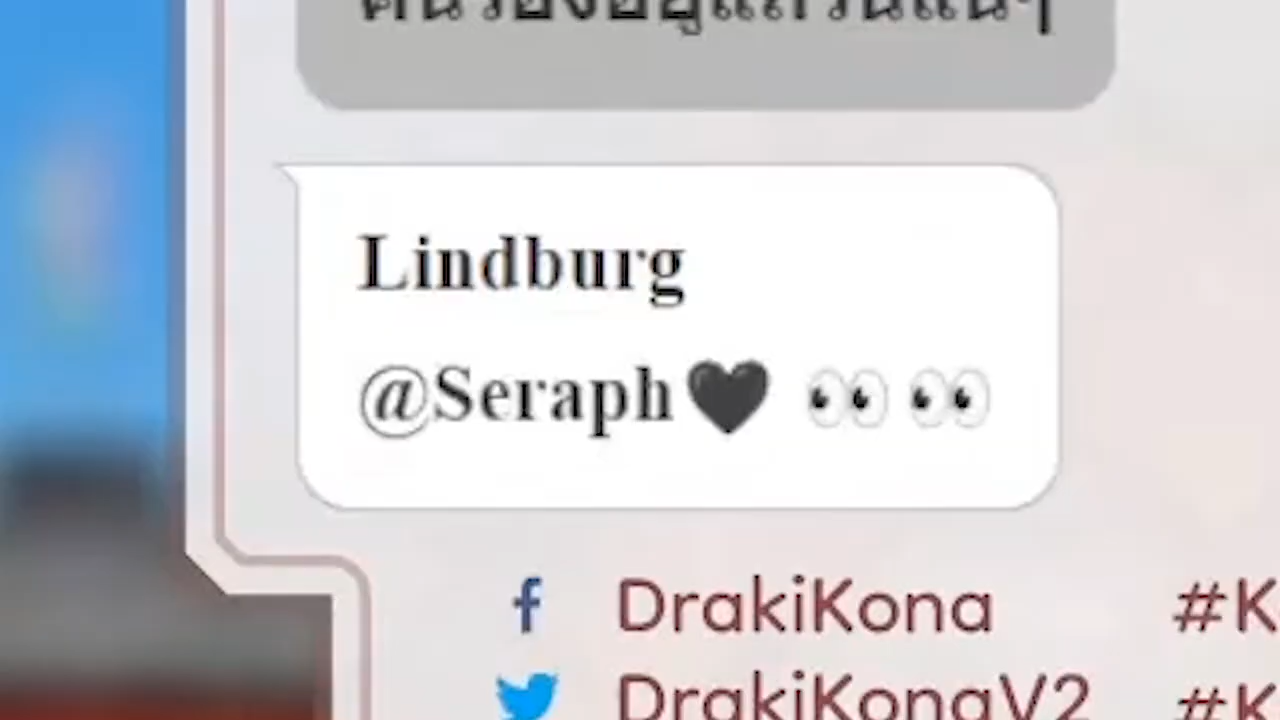 Lindburg
@Seraph🖤 👀 👀
DrakiKona #K
DrakiKonaV2 #K